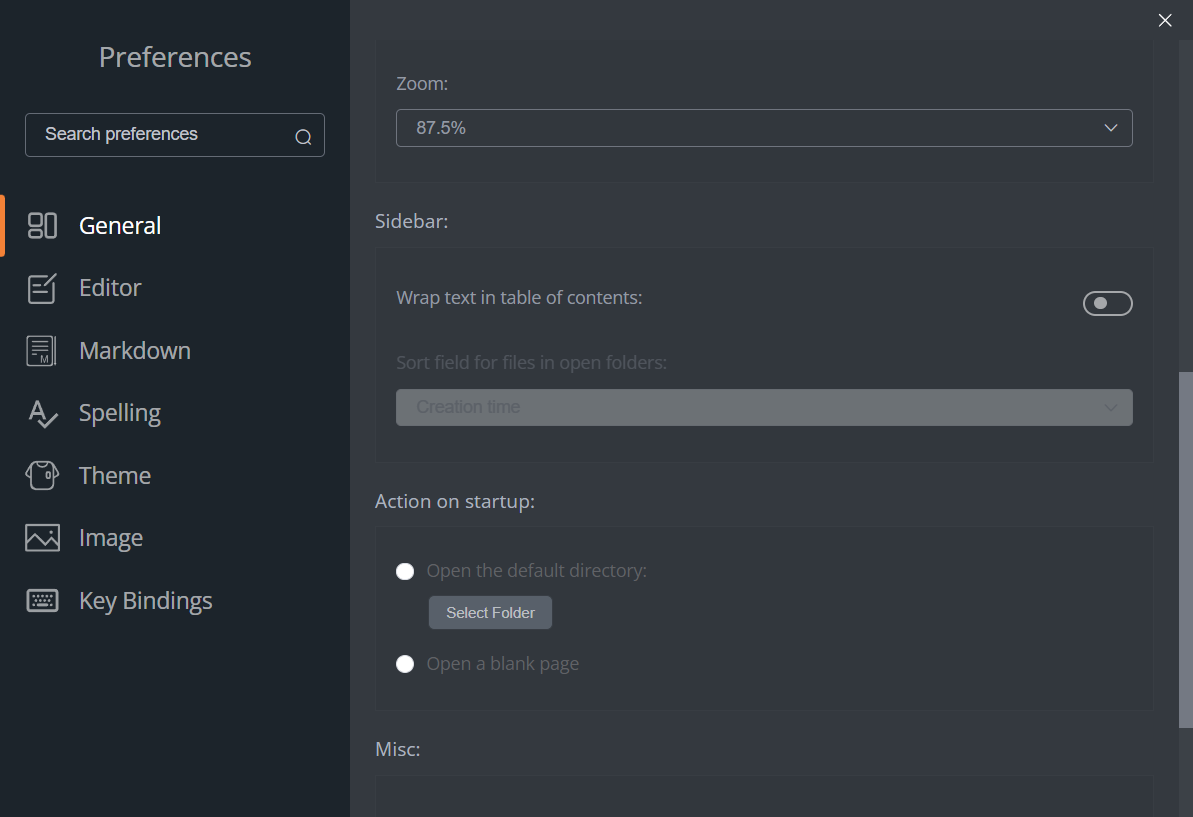 Preferences
Search preferences
General
Editor
Markdown
Spelling
Theme
Image
Key Bindings
Zoom:
87.5%
Sidebar:
Wrap text in table of contents:
Sort field for files in open folders:
Creation time
Action on startup:
Open the default directory:
Select Folder
Open a blank page
Misc: